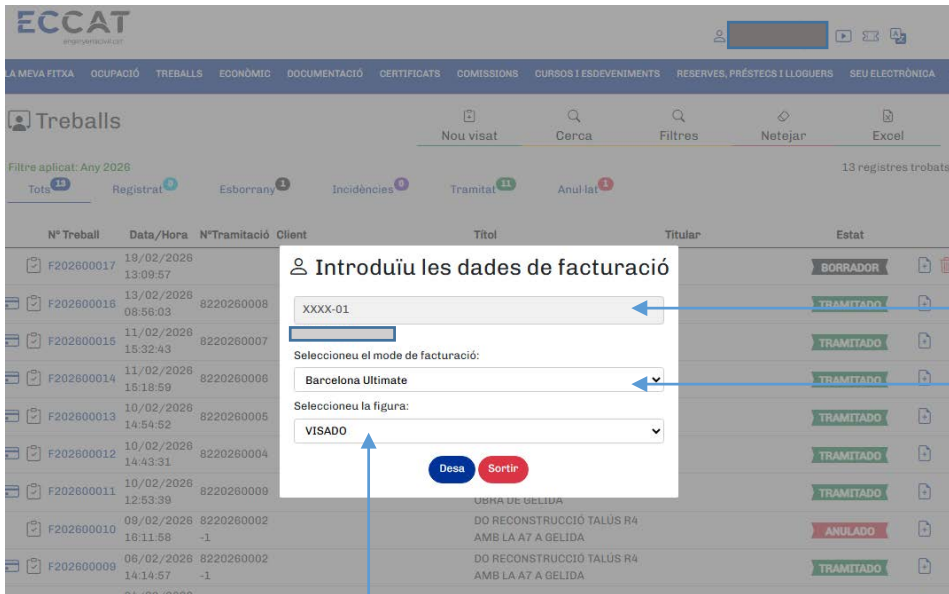 ECCAT
enginyeriacivil.cat
LA MEVA FITXA OCUPACIÓ TREBALLS ECONÒMIC DOCUMENTACIÓ CERTIFICATS COMISSIONS CURSOS I ESDEVENIMENTS RESERVES, PRÉSTECS I LLOGUERS SEU ELECTRÒNICA
Treballs
Nou visat Cerca Filtres Netejar Excel
Filtre aplicat: Any 2026 13 registres trobats
Tots 13 Registrat 0 Esborrany 1 Incidències 0 Tramitat 11 Anul·lat 1
Nº Treball Data/Hora NºTramitació Client Títol Titular Estat
F202600017 19/02/2026 13:09:57 BORRADOR
F202600016 13/02/2026 08:56:03 8220260008 TRAMITADO
F202600015 11/02/2026 15:32:43 8220260007 TRAMITADO
F202600014 11/02/2026 15:18:59 8220260006 TRAMITADO
F202600013 10/02/2026 14:54:52 8220260005 TRAMITADO
F202600012 10/02/2026 14:43:31 8220260004 TRAMITADO
F202600011 10/02/2026 12:53:39 8220260009 OBRA DE GELIDA TRAMITADO
F202600010 09/02/2026 16:11:58 8220260002 -1 DO RECONSTRUCCIÓ TALÚS R4 AMB LA A7 A GELIDA ANULADO
F202600009 06/02/2026 14:14:57 8220260002 -1 DO RECONSTRUCCIÓ TALÚS R4 AMB LA A7 A GELIDA TRAMITADO
Introduïu les dades de facturació
XXXX-01
Seleccioneu el mode de facturació:
Barcelona Ultimate
Seleccioneu la figura:
VISADO
Desa Sortir